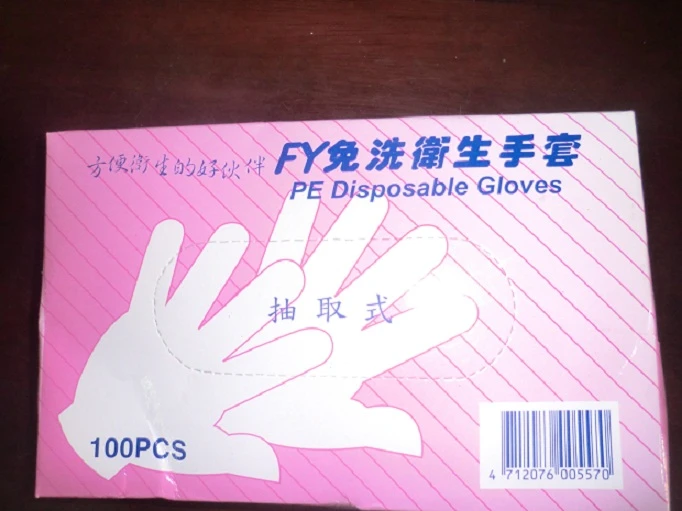 方便衛生的好伙伴
FY免洗衛生手套
PE Disposable Gloves
抽取式
100PCS
4 712076 005570